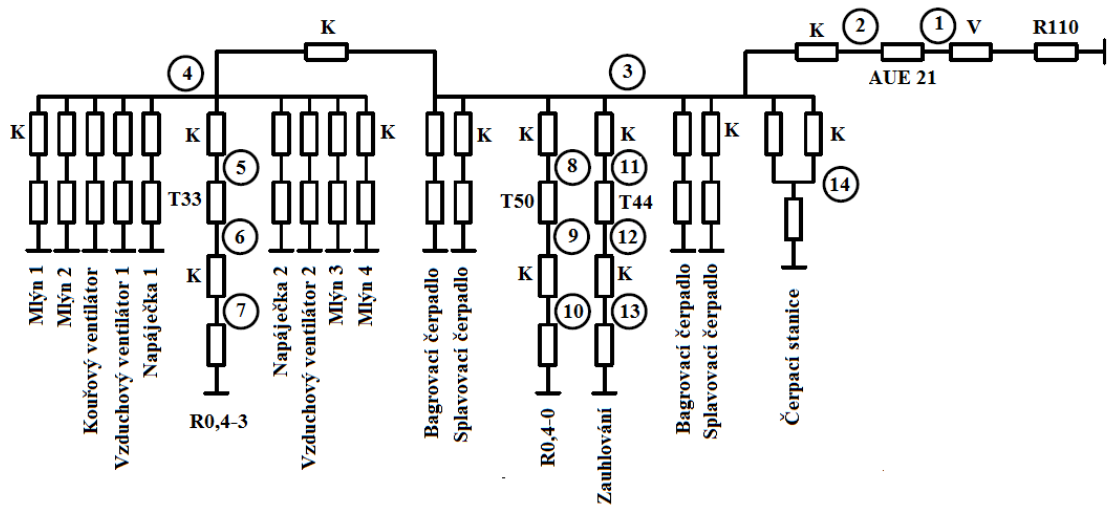 K
K
2
1
V
R110
4
3
AUE 21
K
K
K
K
K
K
K
K
5
8
11
14
T33
T50
T44
6
9
12
K
K
K
7
10
13
Mlýn 1
Mlýn 2
Kouřový ventilátor
Vzduchový ventilátor 1
Napáječka 1
R0,4-3
Napáječka 2
Vzduchový ventilátor 2
Mlýn 3
Mlýn 4
Bagrovací čerpadlo
Splavovací čerpadlo
R0,4-0
Zauhlování
Bagrovací čerpadlo
Splavovací čerpadlo
Čerpací stanice